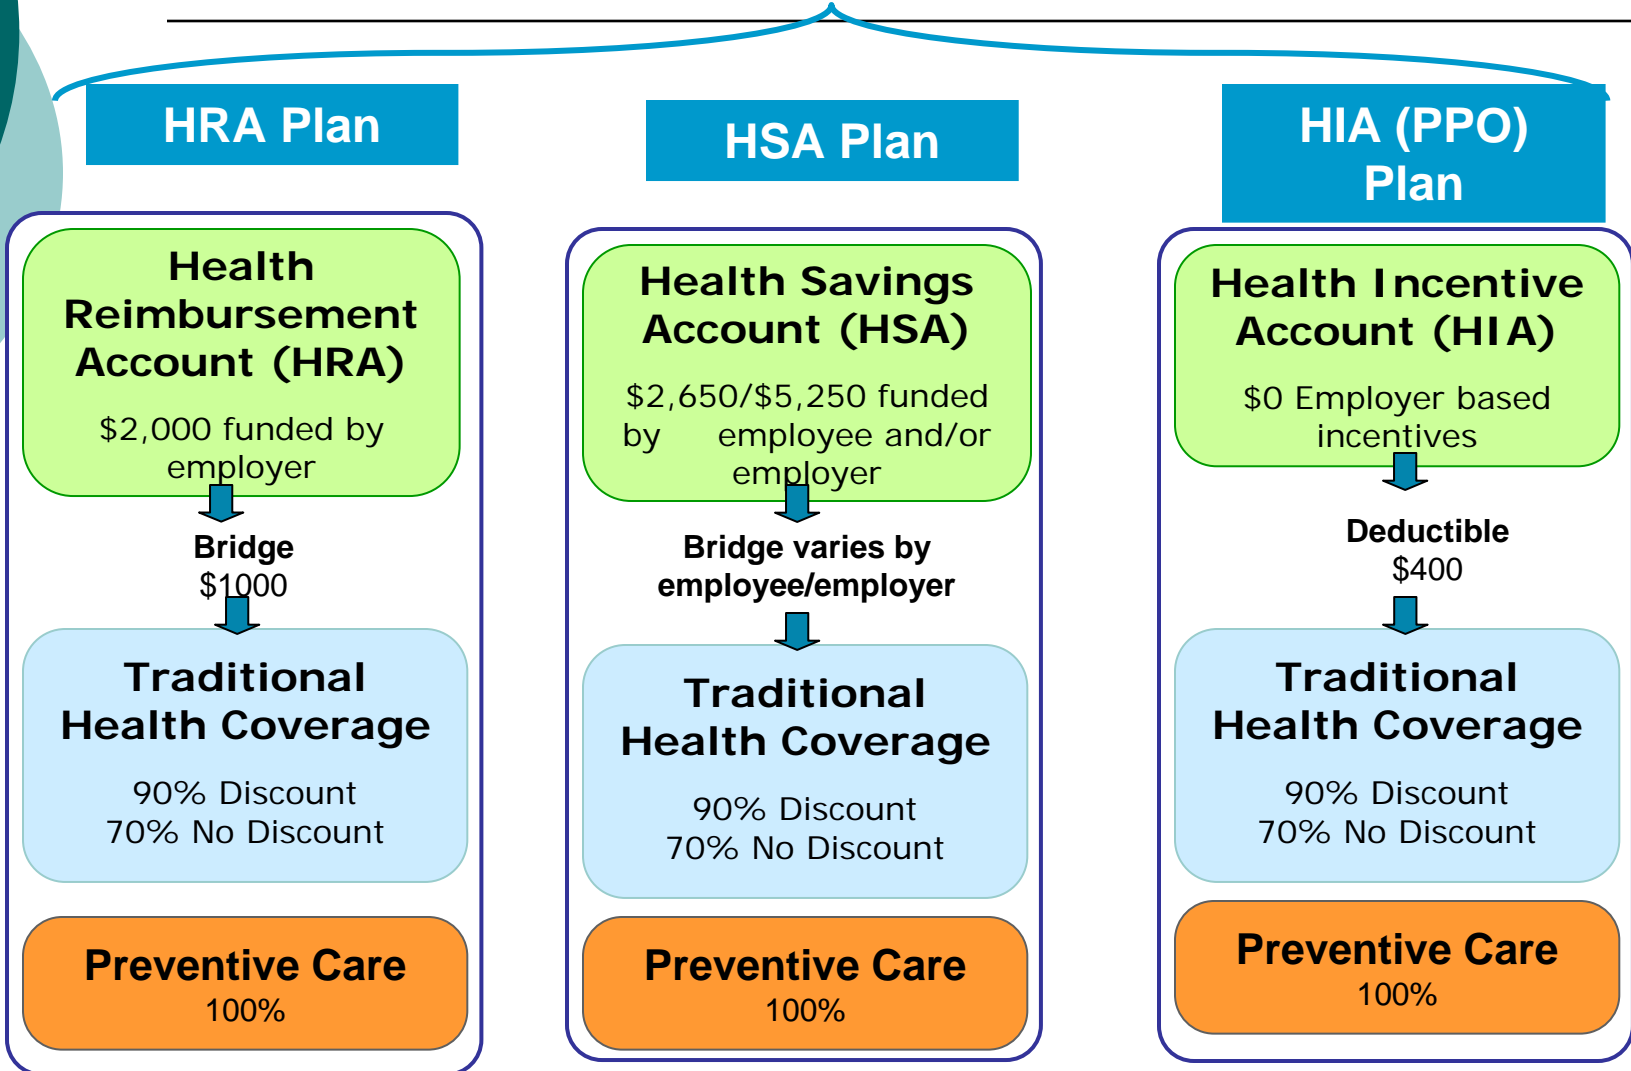 HRA Plan
Health
Reimbursement
Account (HRA)
$2,000 funded by
employer
Bridge
$1000
Traditional
Health Coverage
90% Discount
70% No Discount
Preventive Care
100%
HSA Plan
Health Savings
Account (HSA)
$2,650/$5,250 funded
by employee and/or
employer
Bridge varies by
employee/employer
Traditional
Health Coverage
90% Discount
70% No Discount
Preventive Care
100%
HIA (PPO)
Plan
Health Incentive
Account (HIA)
$0 Employer based
incentives
Deductible
$400
Traditional
Health Coverage
90% Discount
70% No Discount
Preventive Care
100%